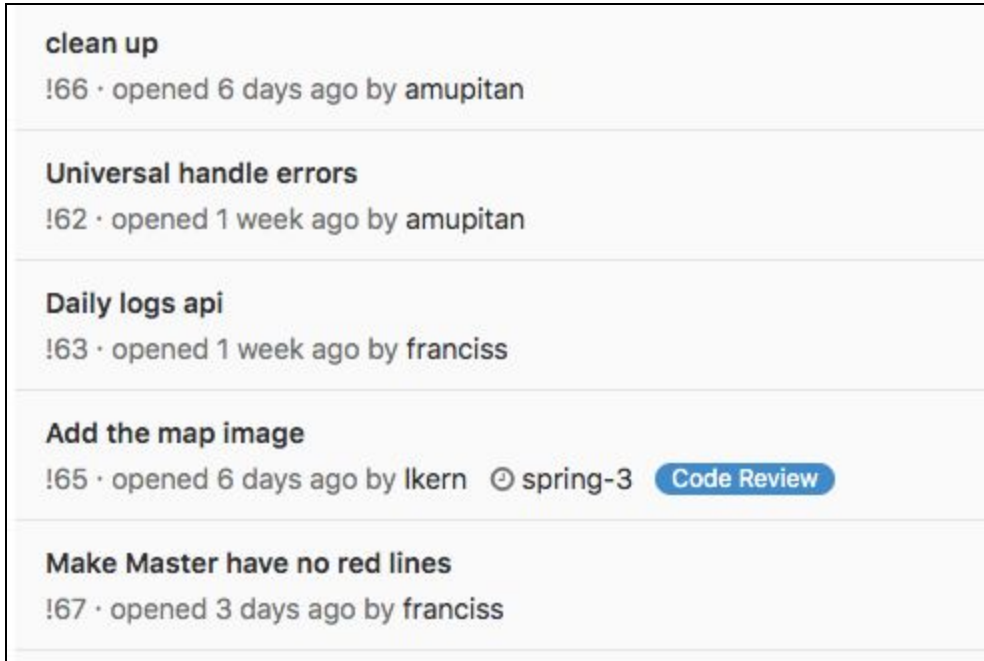 clean up
!66 · opened 6 days ago by amupitan
Universal handle errors
!62 · opened 1 week ago by amupitan
Daily logs api
!63 · opened 1 week ago by franciss
Add the map image
!65 · opened 6 days ago by lkern spring-3 Code Review
Make Master have no red lines
!67 · opened 3 days ago by franciss